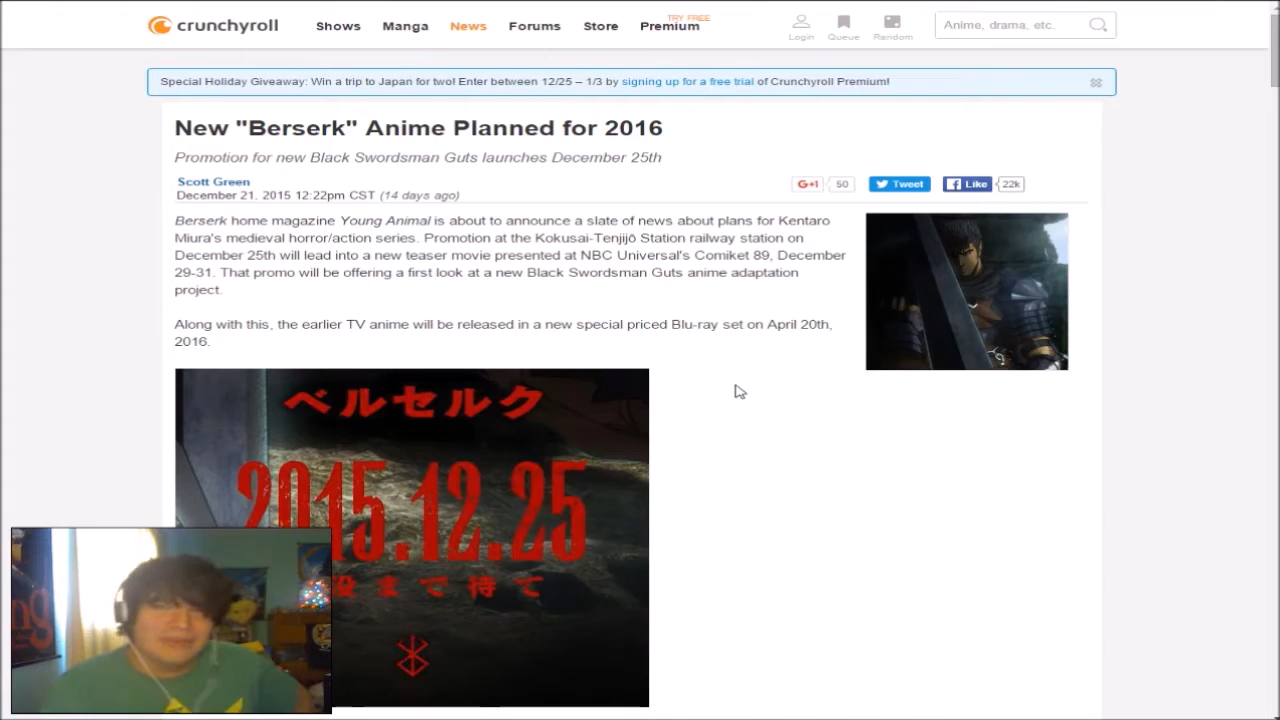 crunchyroll
Shows Manga News Forums Store Premium
TRY FREE
Login Queue Random
Anime, drama, etc.
Special Holiday Giveaway: Win a trip to Japan for two! Enter between 12/25 – 1/3 by signing up for a free trial of Crunchyroll Premium!
New "Berserk" Anime Planned for 2016
Promotion for new Black Swordsman Guts launches December 25th
Scott Green
December 21, 2015 12:22pm CST (14 days ago)
G+1 50 Tweet Like 22k
Berserk home magazine Young Animal is about to announce a slate of news about plans for Kentaro
Miura's medieval horror/action series. Promotion at the Kokusai-Tenjijō Station railway station on
December 25th will lead into a new teaser movie presented at NBC Universal's Comiket 89, December
29-31. That promo will be offering a first look at a new Black Swordsman Guts anime adaptation
project.
Along with this, the earlier TV anime will be released in a new special priced Blu-ray set on April 20th,
2016.
ベルセルク
2015.12.25
まで待て